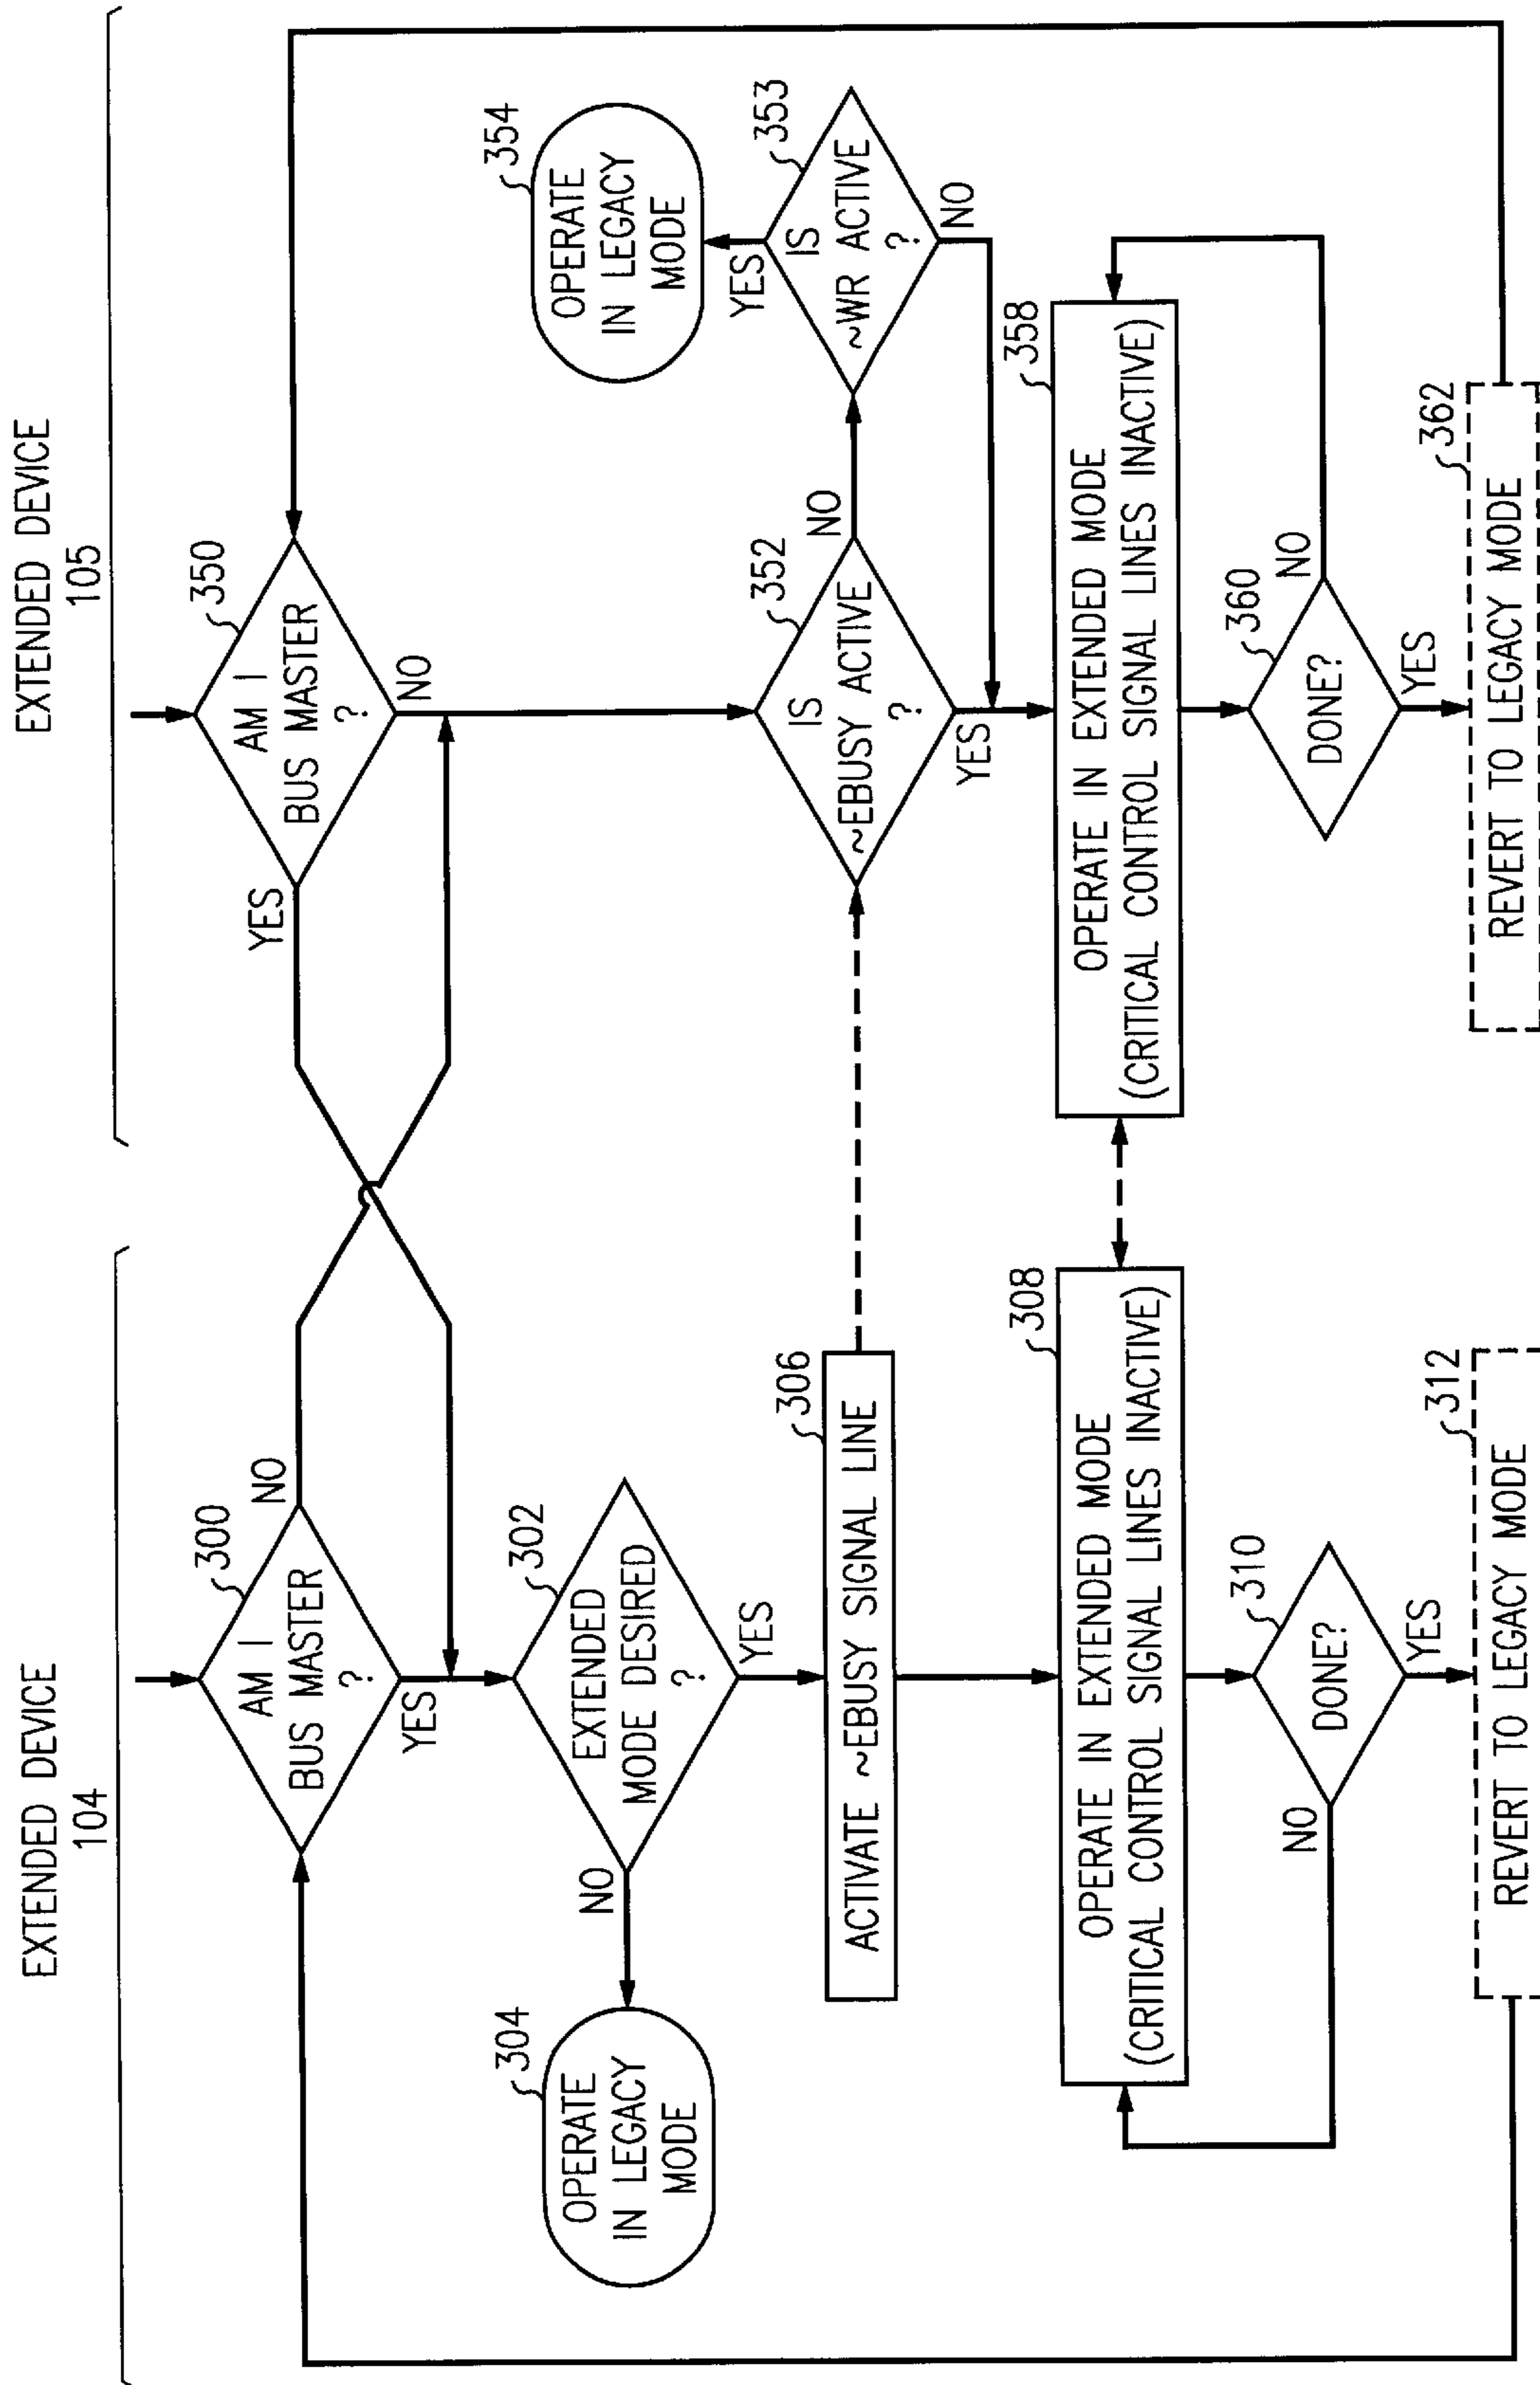 EXTENDED DEVICE
104
300
AM I
BUS MASTER
?
NO
YES
302
EXTENDED
MODE DESIRED
?
NO
YES
304
OPERATE
IN LEGACY
MODE
306
ACTIVATE ~EBUSY SIGNAL LINE
308
OPERATE IN EXTENDED MODE
(CRITICAL CONTROL SIGNAL LINES INACTIVE)
310
DONE?
NO
YES
312
REVERT TO LEGACY MODE
EXTENDED DEVICE
105
350
AM I
BUS MASTER
?
YES
NO
352
IS
~EBUSY ACTIVE
?
NO
YES
353
IS
~WR ACTIVE
?
YES
NO
354
OPERATE
IN LEGACY
MODE
358
OPERATE IN EXTENDED MODE
(CRITICAL CONTROL SIGNAL LINES INACTIVE)
360
DONE?
NO
YES
362
REVERT TO LEGACY MODE